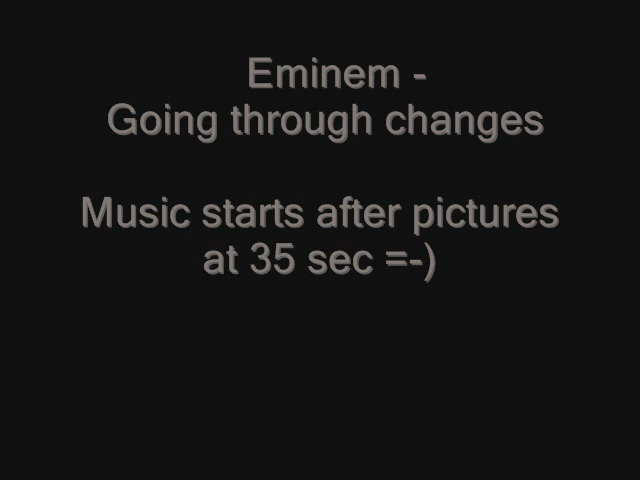 Eminem -
Going through changes
Music starts after pictures
at 35 sec =-)